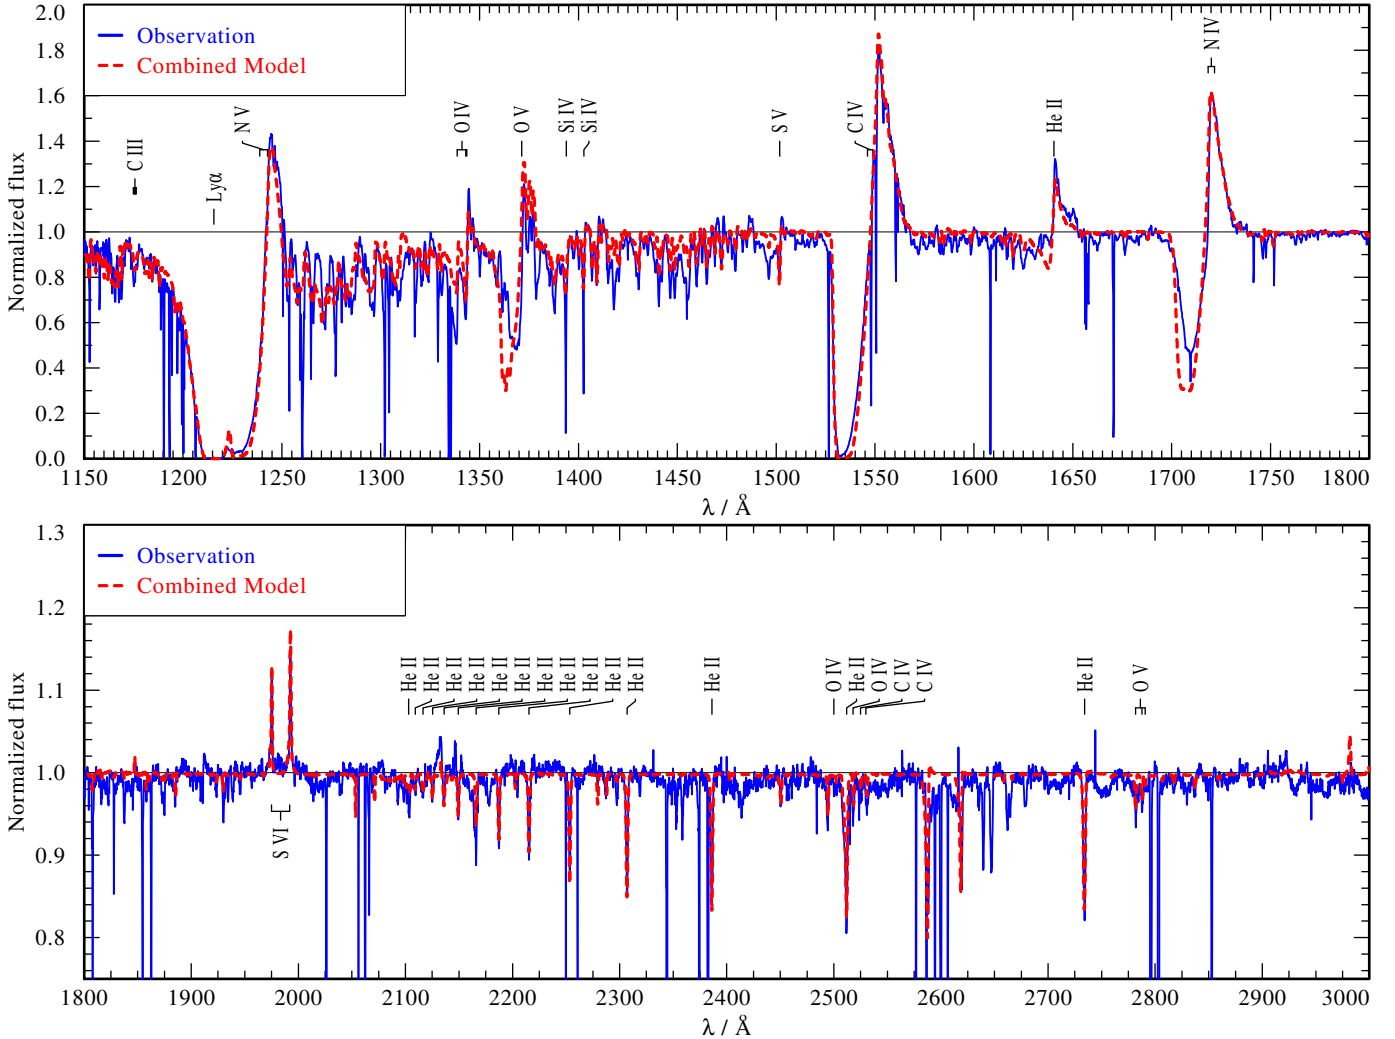 2.0
1.8
1.6
1.4
1.2
1.0
0.8
0.6
0.4
0.2
0.0
Normalized flux
Observation
Combined Model
C III
Lyα
N V
O IV
O V
Si IV
Si IV
S V
C IV
He II
N IV
1150 1200 1250 1300 1350 1400 1450 1500 1550 1600 1650 1700 1750 1800
λ / Å
1.3
1.2
1.1
1.0
0.9
0.8
Normalized flux
Observation
Combined Model
S VI
He II
He II
He II
He II
He II
He II
He II
He II
He II
He II
He II
He II
O IV
He II
O IV
C IV
C IV
He II
O V
1800 1900 2000 2100 2200 2300 2400 2500 2600 2700 2800 2900 3000
λ / Å